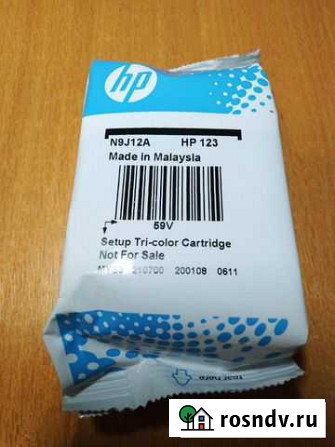 hp
N9J12A HP 123
Made in Malaysia
59V
Setup Tri-color Cartridge
Not For Sale
210700 200108 0611
rosndv.ru